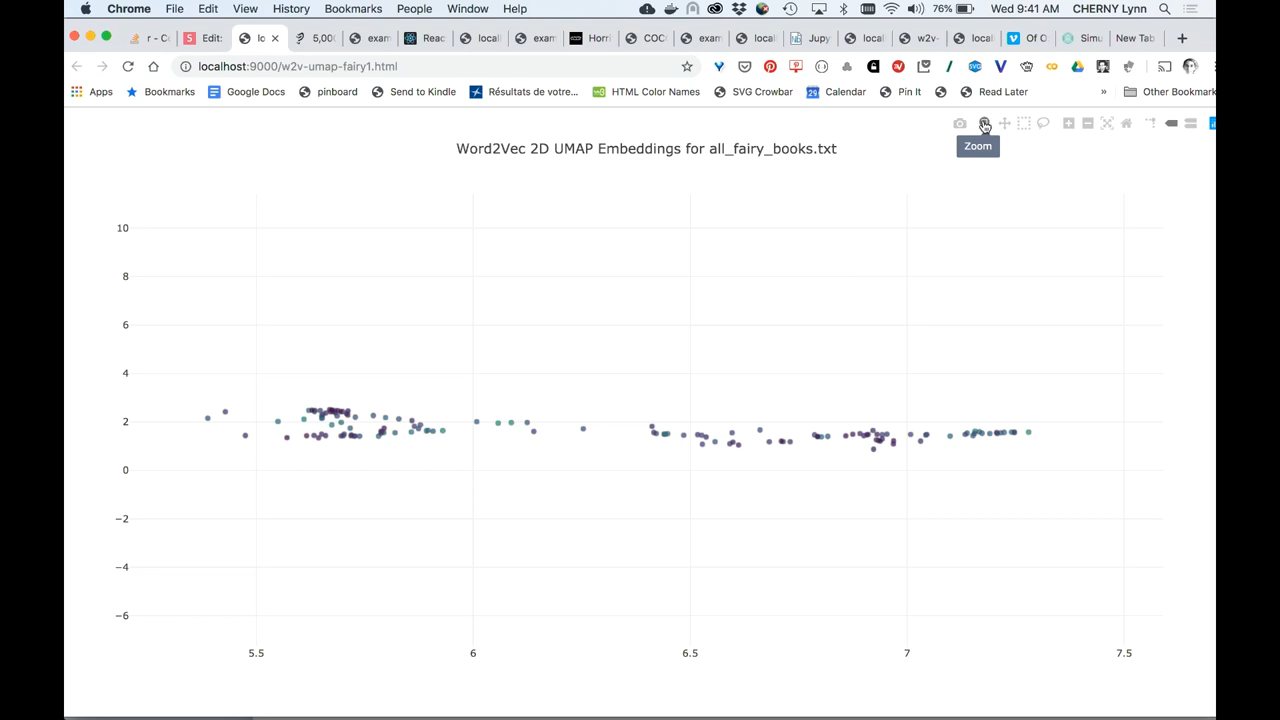 Chrome File Edit View History Bookmarks People Window Help 76% Wed 9:41 AM CHERNY Lynn
r - C Edit: lo 5,00 exam Reac locall exam Horri COC exam local Jupy local w2v- local Of O Simu New Tab
localhost:9000/w2v-umap-fairy1.html
Apps Bookmarks Google Docs pinboard Send to Kindle Résultats de votre... HTML Color Names SVG Crowbar 29 Calendar Pin It Read Later » Other Bookmark
Zoom
Word2Vec 2D UMAP Embeddings for all_fairy_books.txt
10
8
6
4
2
0
−2
−4
−6
5.5 6 6.5 7 7.5